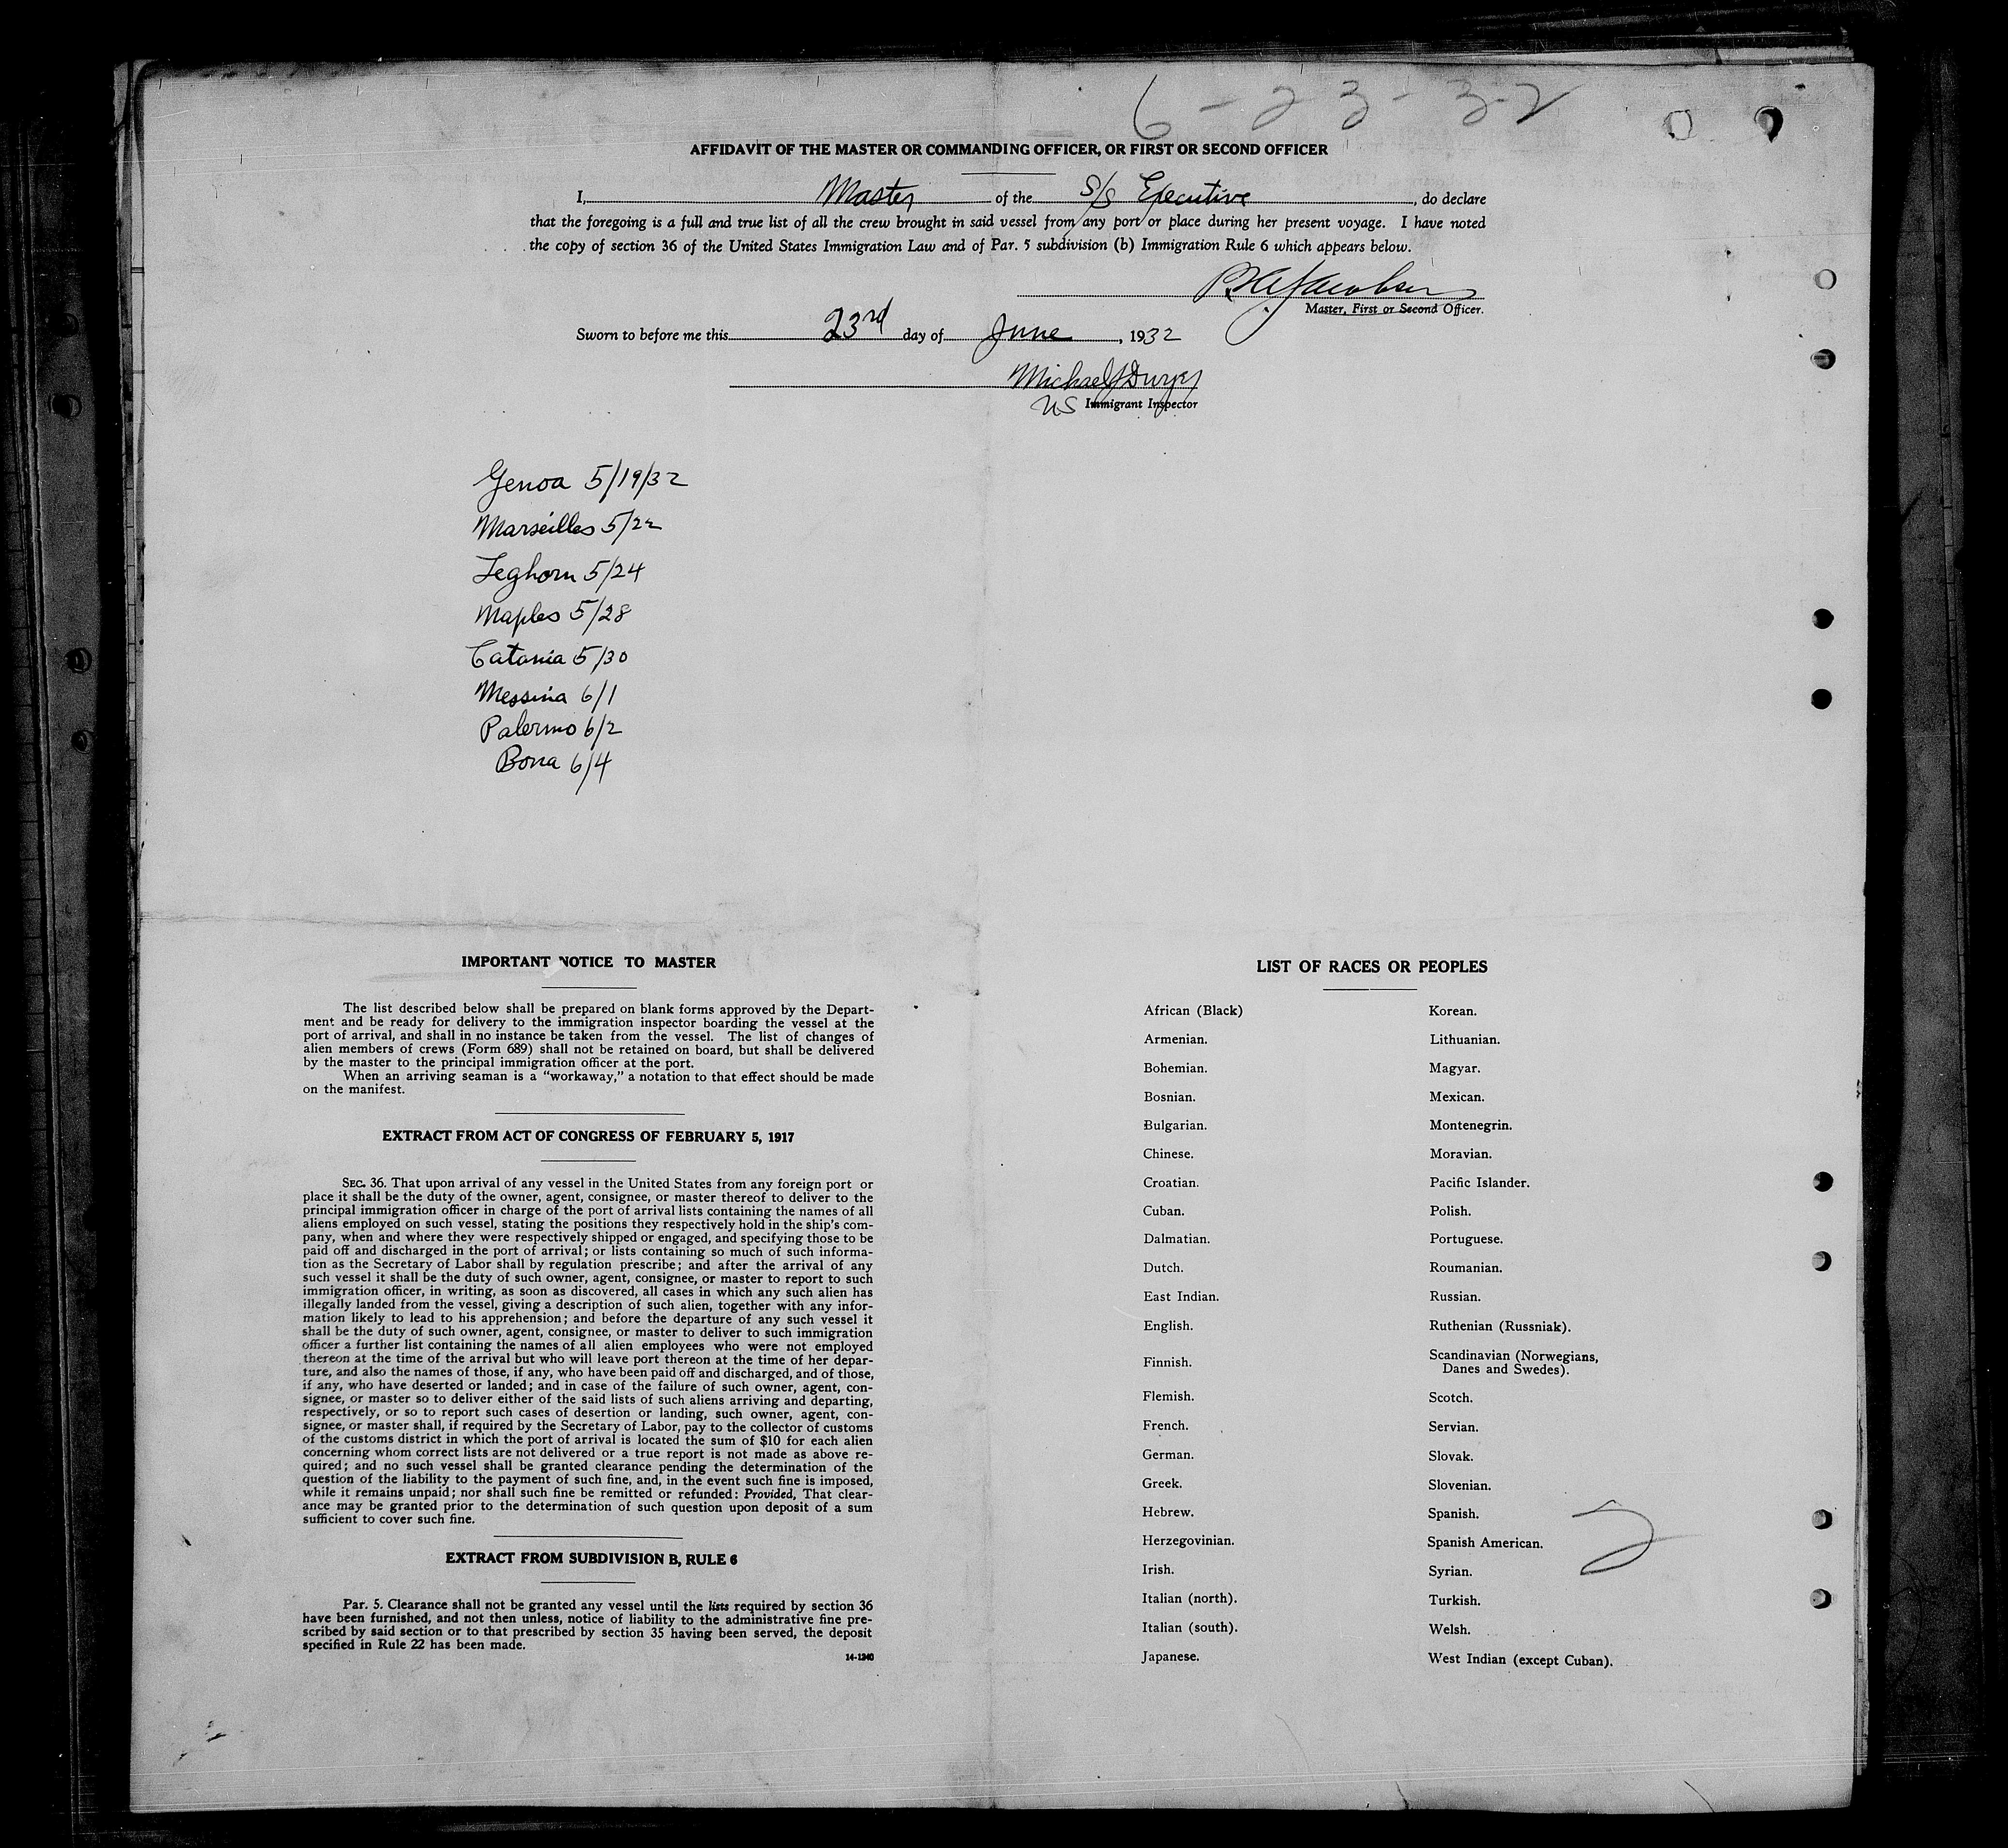 6-23-32
AFFIDAVIT OF THE MASTER OR COMMANDING OFFICER, OR FIRST OR SECOND OFFICER
I, Master of the S/S Executive, do declare
that the foregoing is a full and true list of all the crew brought in said vessel from any port or place during her present voyage. I have noted
the copy of section 36 of the United States Immigration Law and of Par. 5 subdivision (b) Immigration Rule 6 which appears below.
Jacobsen
Master, First or Second Officer.
Sworn to before me this 23rd day of June, 1932
Michael J Dwyer
US Immigrant Inspector
Genoa 5/19/32
Marseilles 5/22
Leghorn 5/24
Naples 5/28
Catania 5/30
Messina 6/1
Palermo 6/2
Bona 6/4
IMPORTANT NOTICE TO MASTER
The list described below shall be prepared on blank forms approved by the Depart-
ment and be ready for delivery to the immigration inspector boarding the vessel at the
port of arrival, and shall in no instance be taken from the vessel. The list of changes of
alien members of crews (Form 689) shall not be retained on board, but shall be delivered
by the master to the principal immigration officer at the port.
When an arriving seaman is a "workaway," a notation to that effect should be made
on the manifest.
EXTRACT FROM ACT OF CONGRESS OF FEBRUARY 5, 1917
SEC. 36. That upon arrival of any vessel in the United States from any foreign port or
place it shall be the duty of the owner, agent, consignee, or master thereof to deliver to the
principal immigration officer in charge of the port of arrival lists containing the names of all
aliens employed on such vessel, stating the positions they respectively hold in the ship's com-
pany, when and where they were respectively shipped or engaged, and specifying those to be
paid off and discharged in the port of arrival; or lists containing so much of such informa-
tion as the Secretary of Labor shall by regulation prescribe; and after the arrival of any
such vessel it shall be the duty of such owner, agent, consignee, or master to report to such
immigration officer, in writing, as soon as discovered, all cases in which any such alien has
illegally landed from the vessel, giving a description of such alien, together with any infor-
mation likely to lead to his apprehension; and before the departure of any such vessel it
shall be the duty of such owner, agent, consignee, or master to deliver to such immigration
officer a further list containing the names of all alien employees who were not employed
thereon at the time of the arrival but who will leave port thereon at the time of her depar-
ture, and also the names of those, if any, who have been paid off and discharged, and of those,
if any, who have deserted or landed; and in case of the failure of such owner, agent, con-
signee, or master so to deliver either of the said lists of such aliens arriving and departing,
respectively, or so to report such cases of desertion or landing, such owner, agent, con-
signee, or master shall, if required by the Secretary of Labor, pay to the collector of customs
of the customs district in which the port of arrival is located the sum of $10 for each alien
concerning whom correct lists are not delivered or a true report is not made as above re-
quired; and no such vessel shall be granted clearance pending the determination of the
question of the liability to the payment of such fine, and, in the event such fine is imposed,
while it remains unpaid; nor shall such fine be remitted or refunded: Provided, That clear-
ance may be granted prior to the determination of such question upon deposit of a sum
sufficient to cover such fine.
EXTRACT FROM SUBDIVISION B, RULE 6
Par. 5. Clearance shall not be granted any vessel until the lists required by section 36
have been furnished, and not then unless, notice of liability to the administrative fine pre-
scribed by said section or to that prescribed by section 35 having been served, the deposit
specified in Rule 22 has been made.
14-1240
LIST OF RACES OR PEOPLES
African (Black)
Armenian.
Bohemian.
Bosnian.
Bulgarian.
Chinese.
Croatian.
Cuban.
Dalmatian.
Dutch.
East Indian.
English.
Finnish.
Flemish.
French.
German.
Greek.
Hebrew.
Herzegovinian.
Irish.
Italian (north).
Italian (south).
Japanese.
Korean.
Lithuanian.
Magyar.
Mexican.
Montenegrin.
Moravian.
Pacific Islander.
Polish.
Portuguese.
Roumanian.
Russian.
Ruthenian (Russniak).
Scandinavian (Norwegians,
Danes and Swedes).
Scotch.
Servian.
Slovak.
Slovenian.
Spanish.
Spanish American.
Syrian.
Turkish.
Welsh.
West Indian (except Cuban).
2